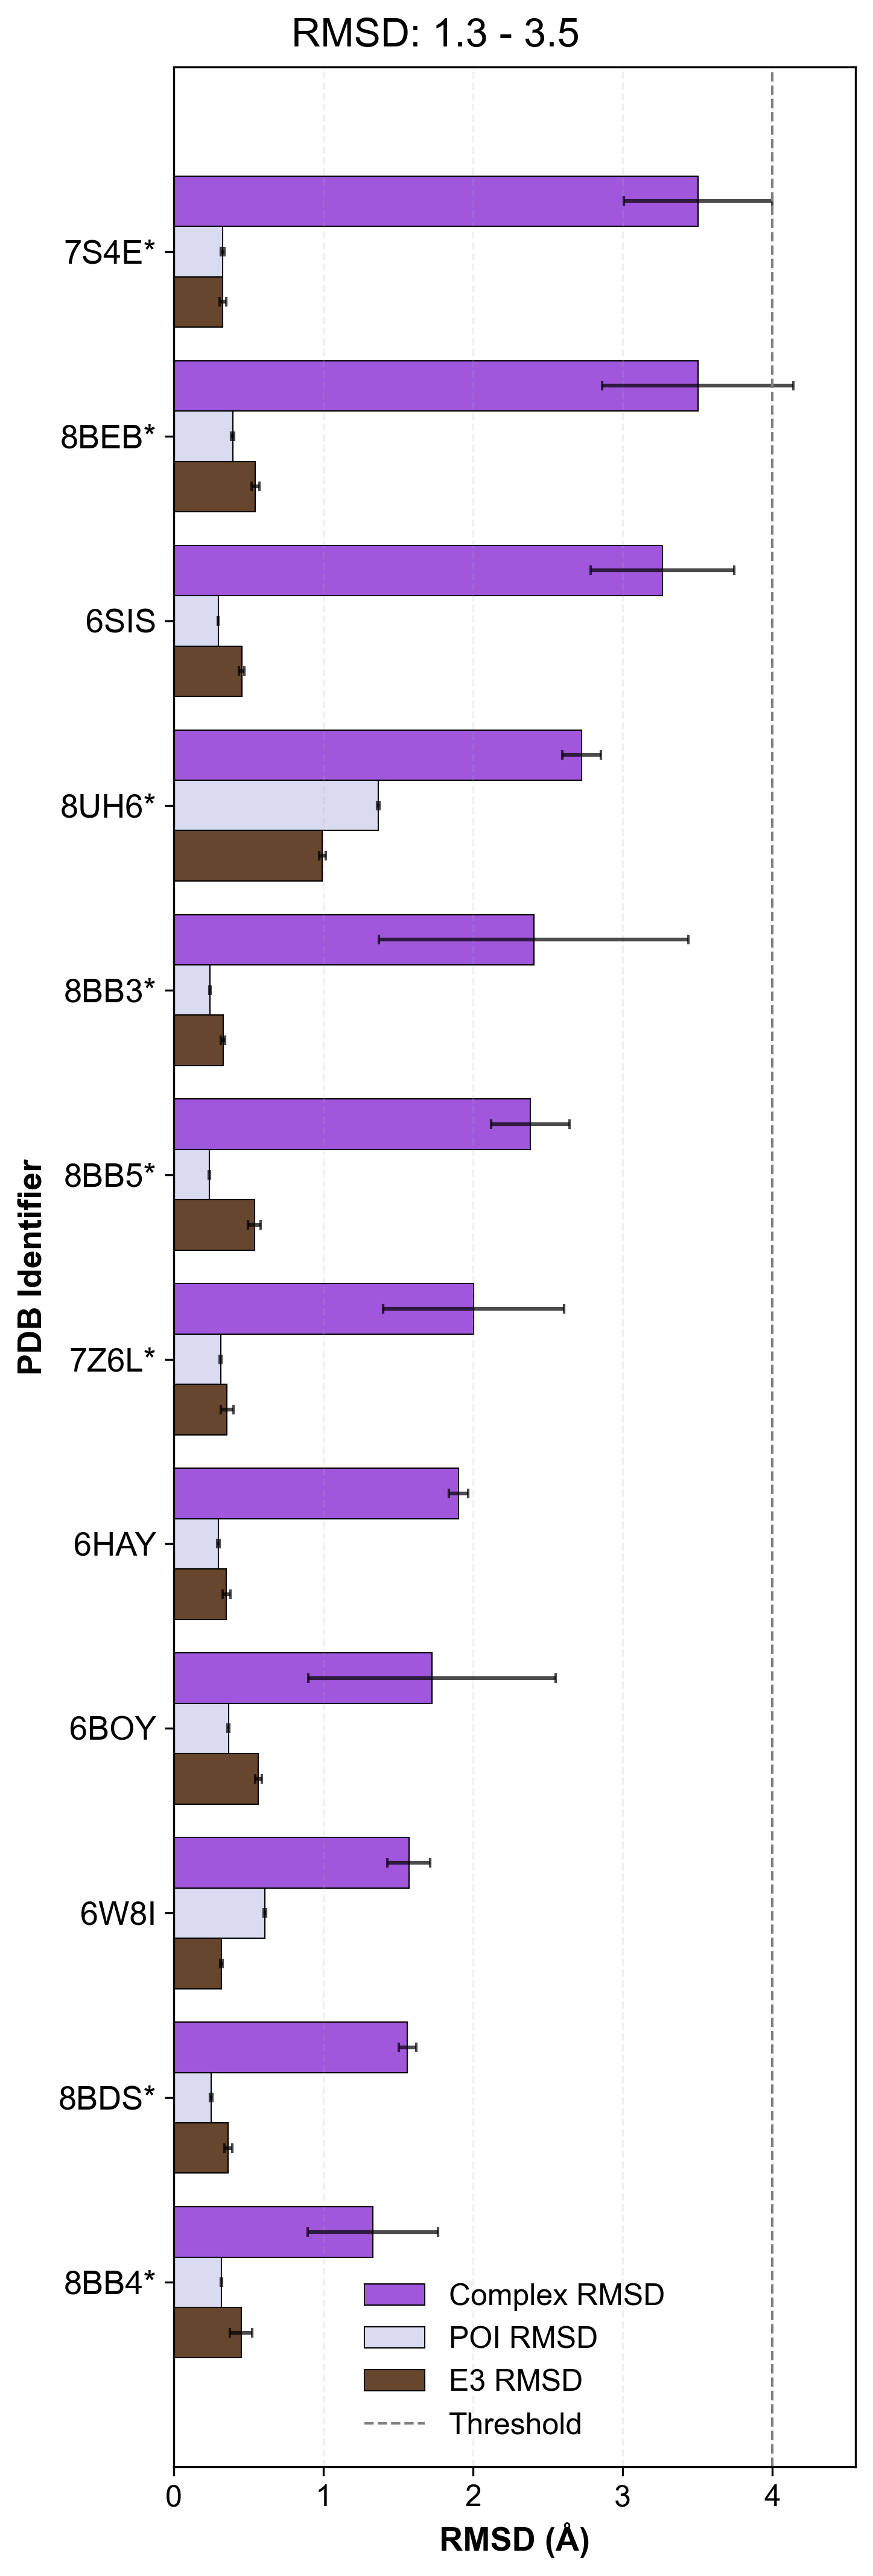 RMSD: 1.3 - 3.5
7S4E*
8BEB*
6SIS
8UH6*
8BB3*
8BB5*
7Z6L*
6HAY
6BOY
6W8I
8BDS*
8BB4*
PDB Identifier
Complex RMSD
POI RMSD
E3 RMSD
Threshold
0 1 2 3 4
RMSD (Å)